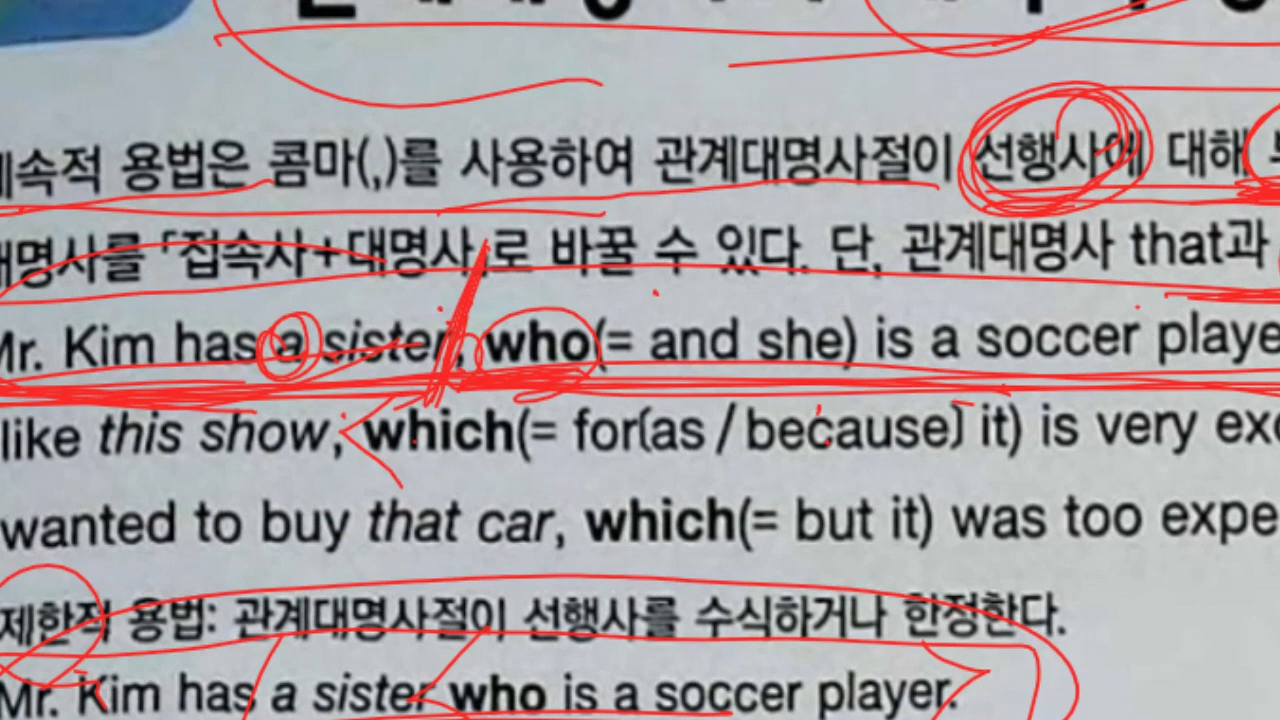 속적 용법은 콤마(,)를 사용하여 관계대명사절이 선행사에 대해
대명사를 「접속사+대명사」로 바꿀 수 있다. 단, 관계대명사 that과
Mr. Kim has a sister, who(= and she) is a soccer playe
like this show, which(= for(as / because) it) is very exc
wanted to buy that car, which(= but it) was too expe
제한적 용법: 관계대명사절이 선행사를 수식하거나 한정한다.
Mr. Kim has a sister who is a soccer player.